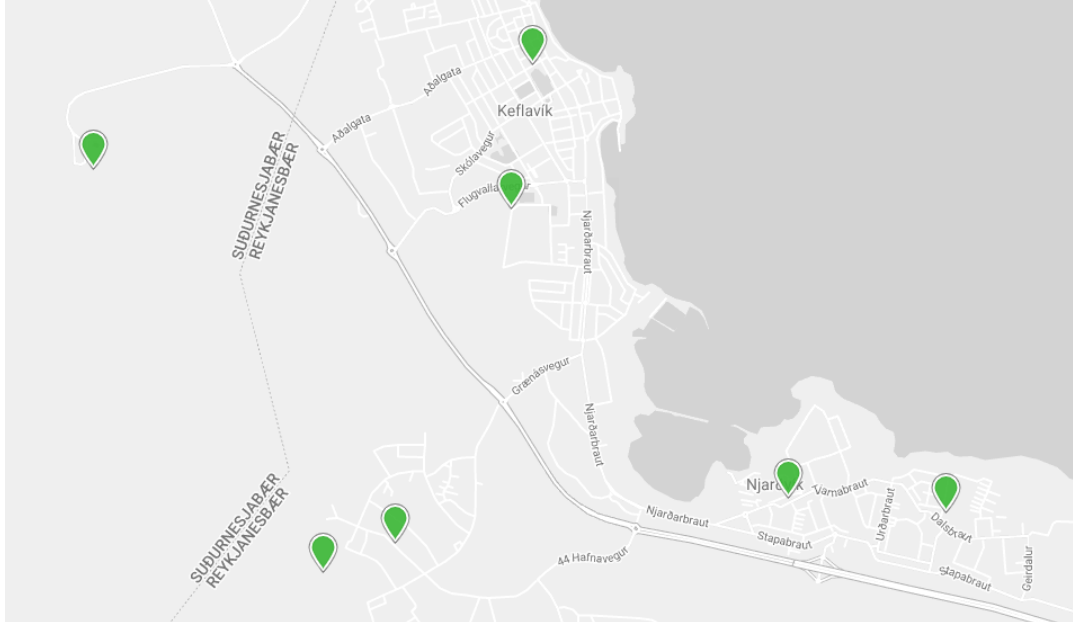 Aðalgata
Keflavík
Aðalgata
SUÐURNESJABÆR
REYKJANESBÆR
Skólavegur
Njarðarbraut
Grænásvegur
Njarðarbraut
SUÐURNESJABÆR
REYKJANESBÆR
Tjarnabraut
Njarðarbraut
Urðarbraut
Dalsbraut
Stapabraut
44 Hafnavegur
Stapabraut
Geirdalur